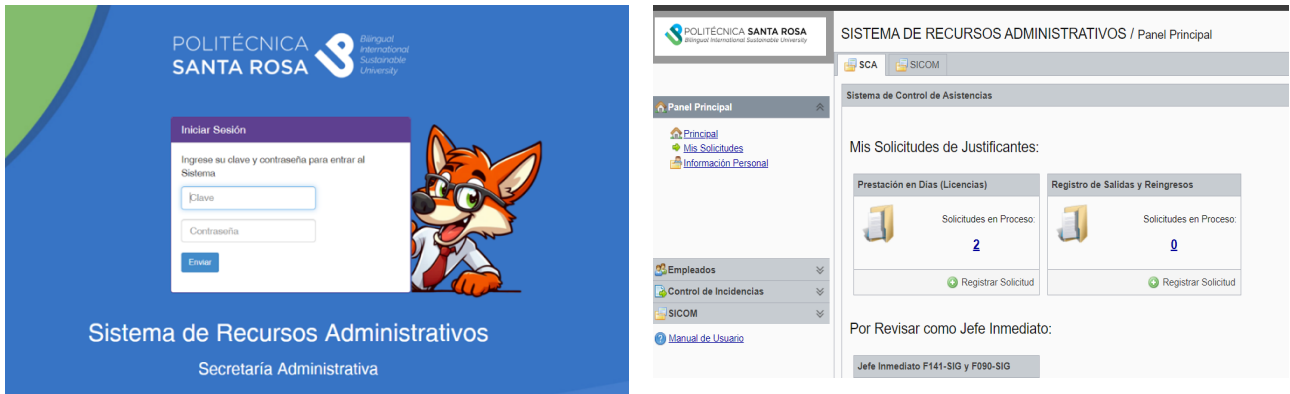 POLITÉCNICA
SANTA ROSA
Bilingual
International
Sustainable
University
Iniciar Sesión
Ingrese su clave y contraseña para entrar al
Sistema
Clave
Contraseña
Enviar
Sistema de Recursos Administrativos
Secretaría Administrativa
POLITÉCNICA SANTA ROSA
Bilingual International Sustainable University
SISTEMA DE RECURSOS ADMINISTRATIVOS / Panel Principal
SCA SICOM
Panel Principal
Principal
Mis Solicitudes
Información Personal
Empleados
Control de Incidencias
SICOM
Manual de Usuario
Sistema de Control de Asistencias
Mis Solicitudes de Justificantes:
Prestación en Días (Licencias)
Solicitudes en Proceso:
2
Registrar Solicitud
Registro de Salidas y Reingresos
Solicitudes en Proceso:
0
Registrar Solicitud
Por Revisar como Jefe Inmediato:
Jefe Inmediato F141-SIG y F090-SIG